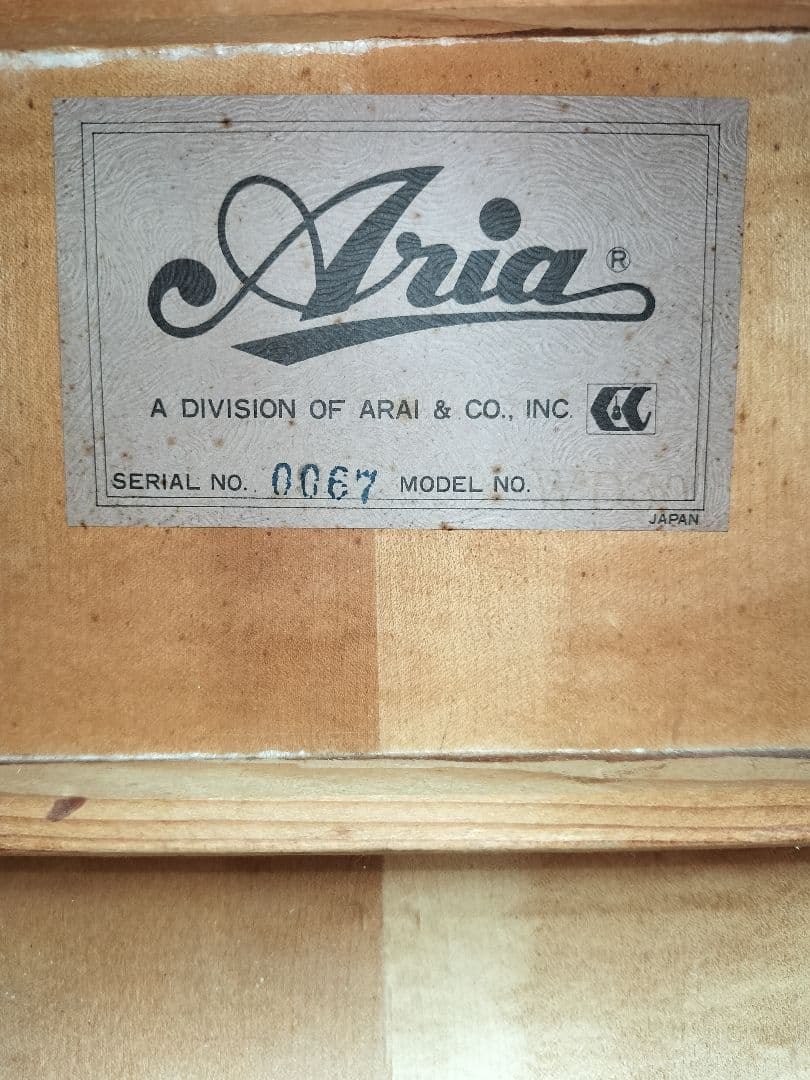 Aria®
A DIVISION OF ARAI & CO., INC.
SERIAL NO. 0067 MODEL NO.
JAPAN